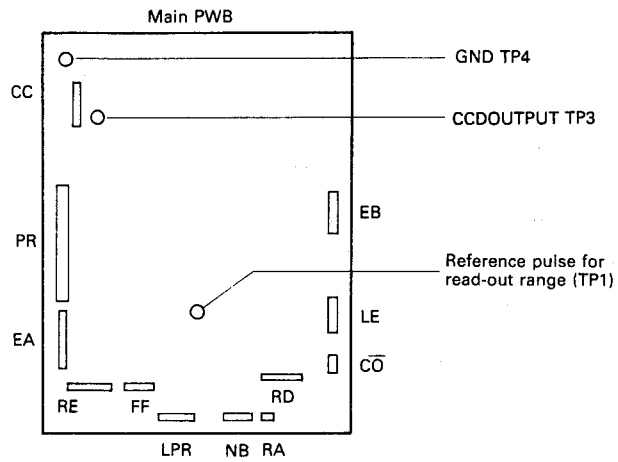 Main PWB
GND TP4
CC
CCDOUTPUT TP3
EB
PR
Reference pulse for
read-out range (TP1)
LE
EA
CO̅
RD
RE
FF
LPR
NB
RA